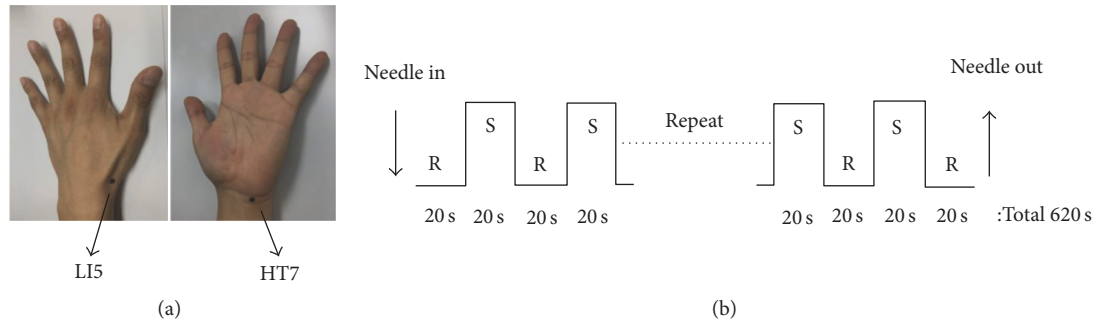 Needle in
Needle out
S
S
Repeat
S
S
R
R
R
R
20 s
20 s
20 s
20 s
20 s
20 s
20 s
20 s
:Total 620 s
LI5
HT7
(a)
(b)